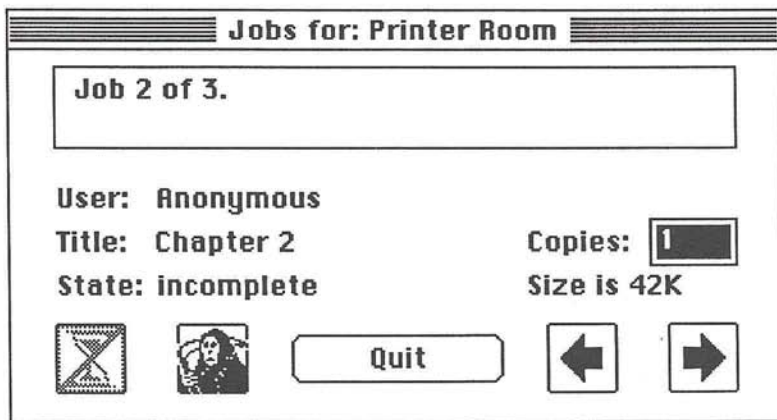 Jobs for: Printer Room
Job 2 of 3.
User: Anonymous
Title: Chapter 2
Copies: 1
State: incomplete
Size is 42K
Quit